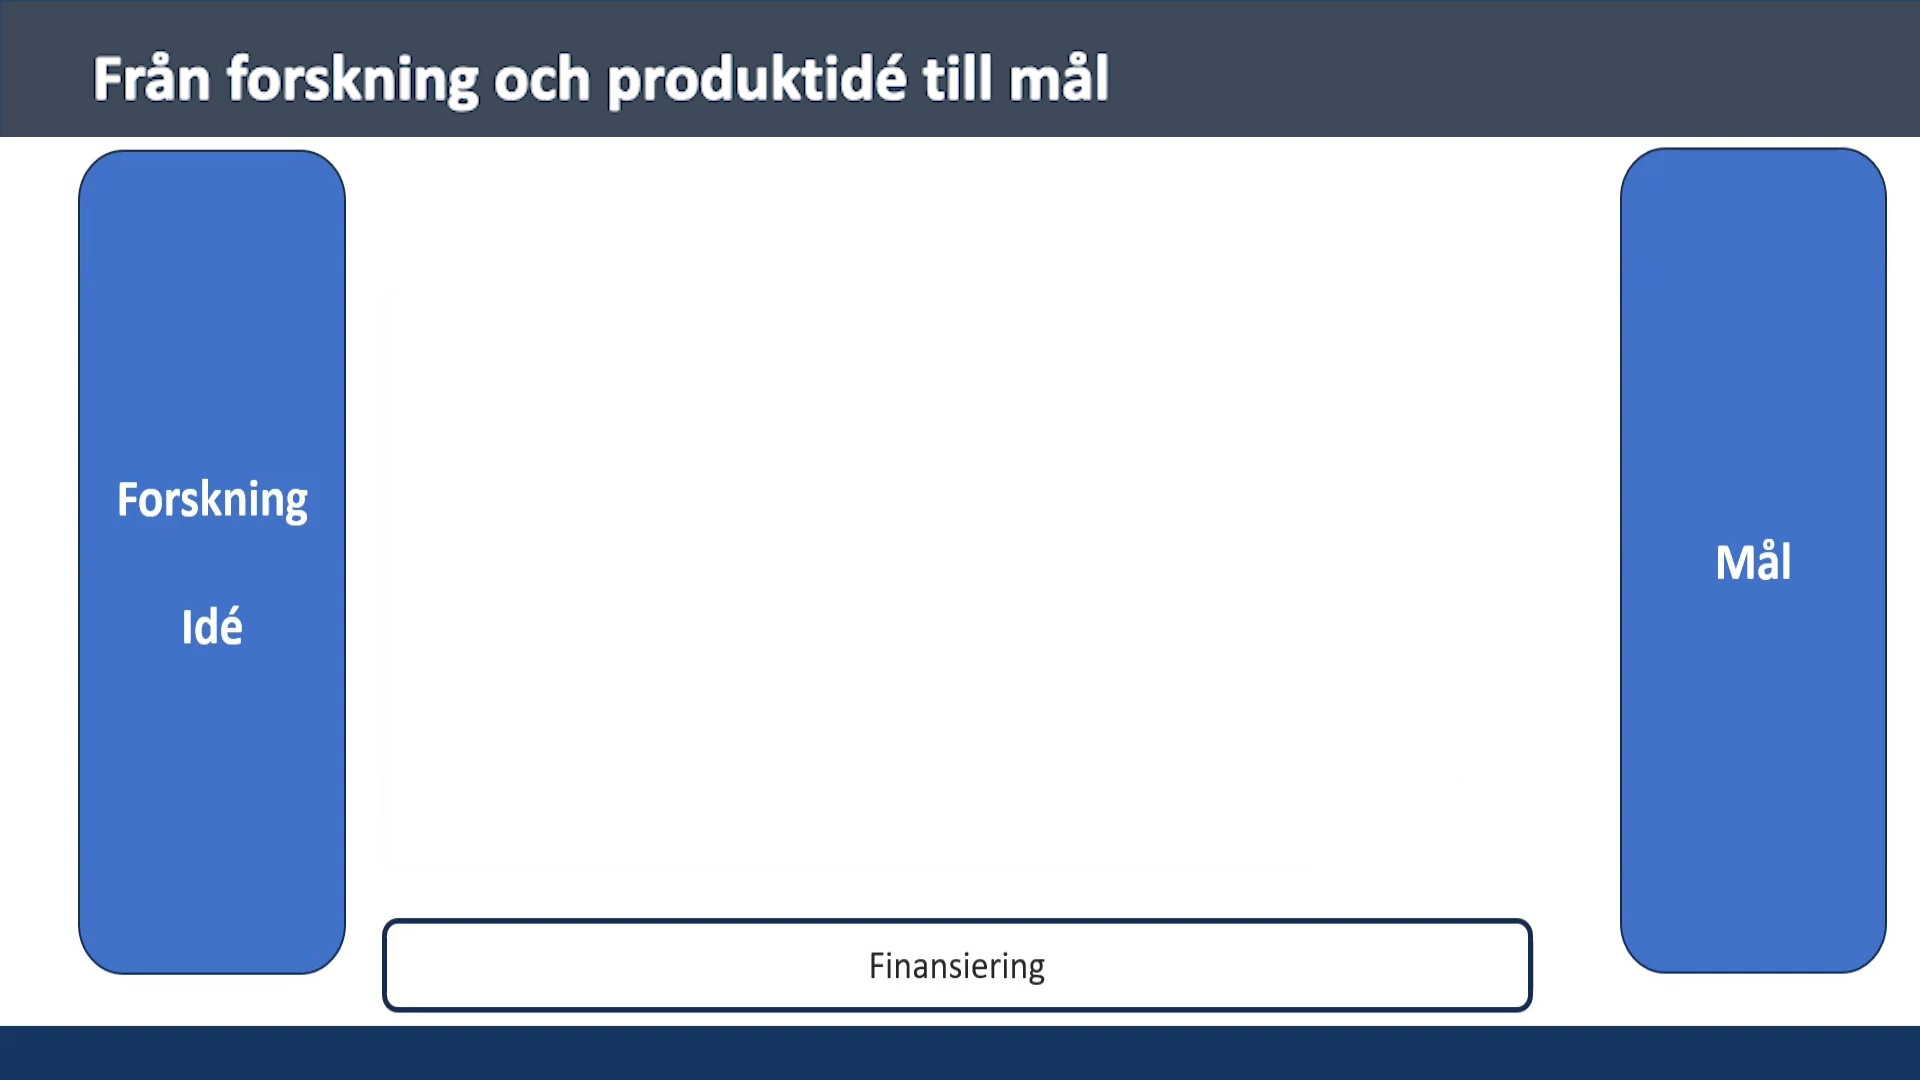 Från forskning och produktidé till mål
Forskning
Idé
Mål
Finansiering